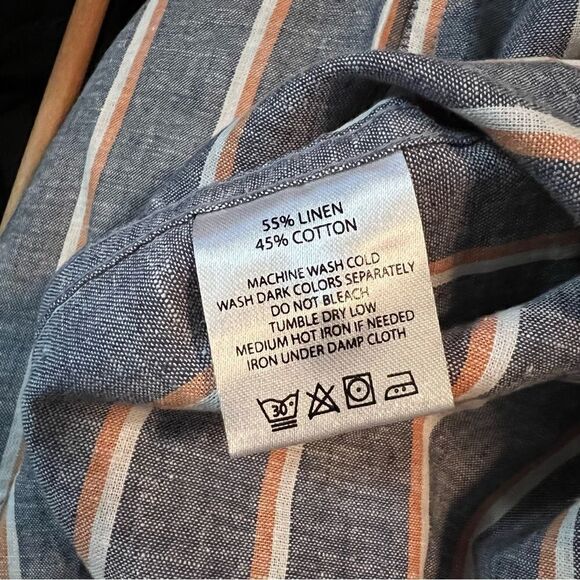 55% LINEN
45% COTTON
MACHINE WASH COLD
WASH DARK COLORS SEPARATELY
DO NOT BLEACH
TUMBLE DRY LOW
MEDIUM HOT IRON IF NEEDED
IRON UNDER DAMP CLOTH
30°